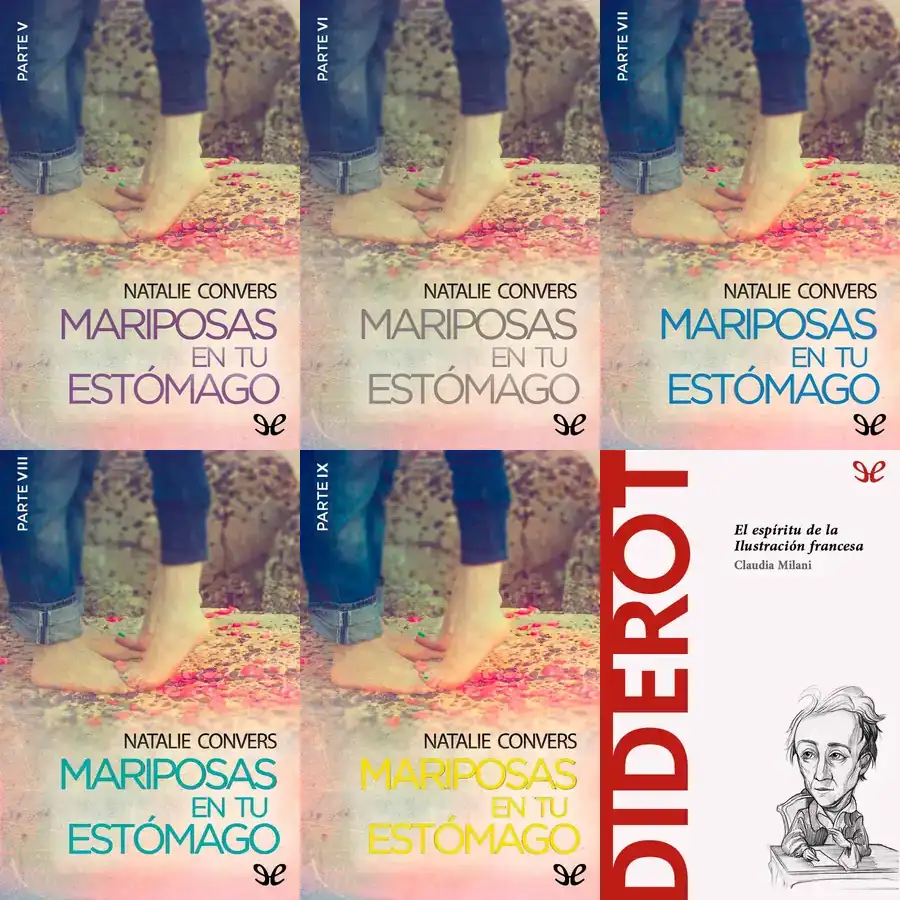 PARTE V
NATALIE CONVERS
MARIPOSAS
EN TU
ESTÓMAGO
PARTE VI
NATALIE CONVERS
MARIPOSAS
EN TU
ESTÓMAGO
PARTE VII
NATALIE CONVERS
MARIPOSAS
EN TU
ESTÓMAGO
PARTE VIII
NATALIE CONVERS
MARIPOSAS
EN TU
ESTÓMAGO
PARTE IX
NATALIE CONVERS
MARIPOSAS
EN TU
ESTÓMAGO
DIDEROT
El espíritu de la
Ilustración francesa
Claudia Milani